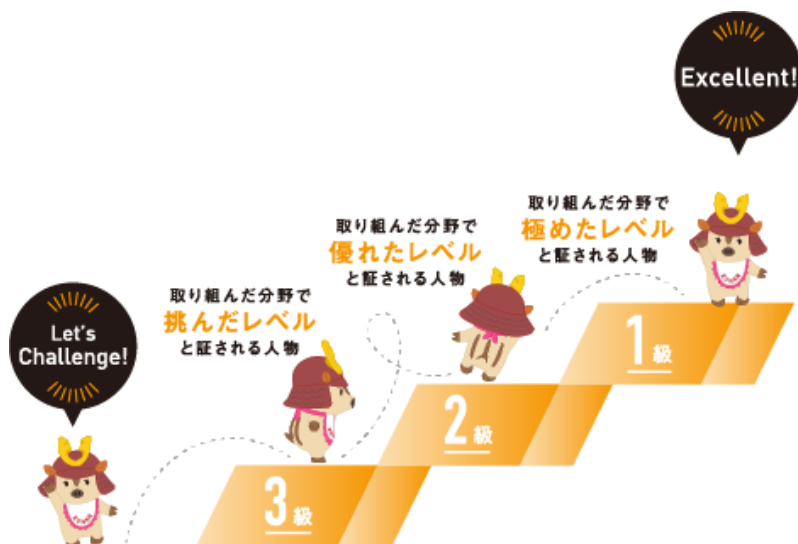 Let's
Challenge!
取り組んだ分野で
挑んだレベル
と証される人物
3級
取り組んだ分野で
優れたレベル
と証される人物
2級
取り組んだ分野で
極めたレベル
と証される人物
1級
Excellent!